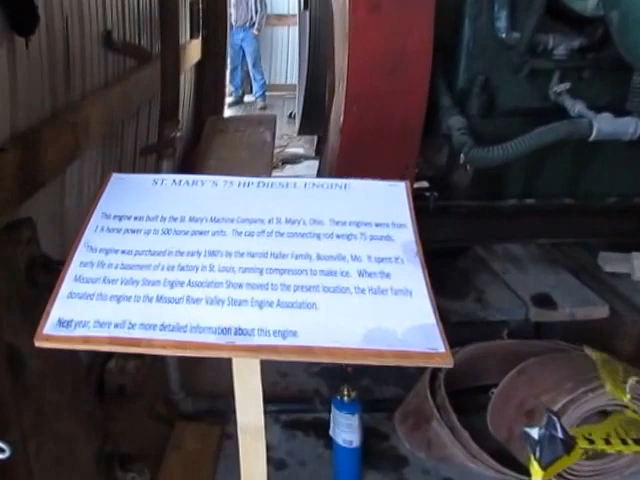 ST. MARY'S 75 HP DIESEL ENGINE
This engine was built by the St. Mary's Machine Company, at St. Mary's, Ohio. These engines were from
horse power up to 500 horse power units. The cap off of the connecting rod weighs 75 pounds.
This engine was purchased in the early 1980's by the Harold Haller Family, Boonville, Mo. It spent it's
early life in a basement of a ice factory in St. Louis, running compressors to make ice. When the
Missouri River Valley Steam Engine Association Show moved to the present location, the Haller family
donated this engine to the Missouri River Valley Steam Engine Association.
Next year, there will be more detailed information about this engine.